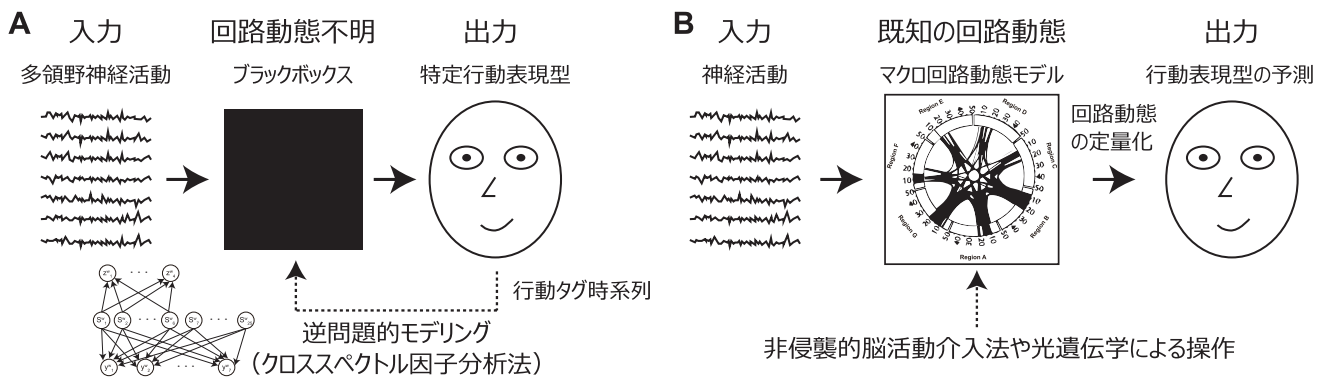 A
入力
回路動態不明
出力
多領野神経活動
ブラックボックス
特定行動表現型
行動タグ時系列
逆問題的モデリング
(クロススペクトル因子分析法)
B
入力
既知の回路動態
出力
神経活動
マクロ回路動態モデル
行動表現型の予測
回路動態
の定量化
Region A
Region B
Region C
Region D
Region E
Region F
Region G
非侵襲的脳活動介入法や光遺伝学による操作